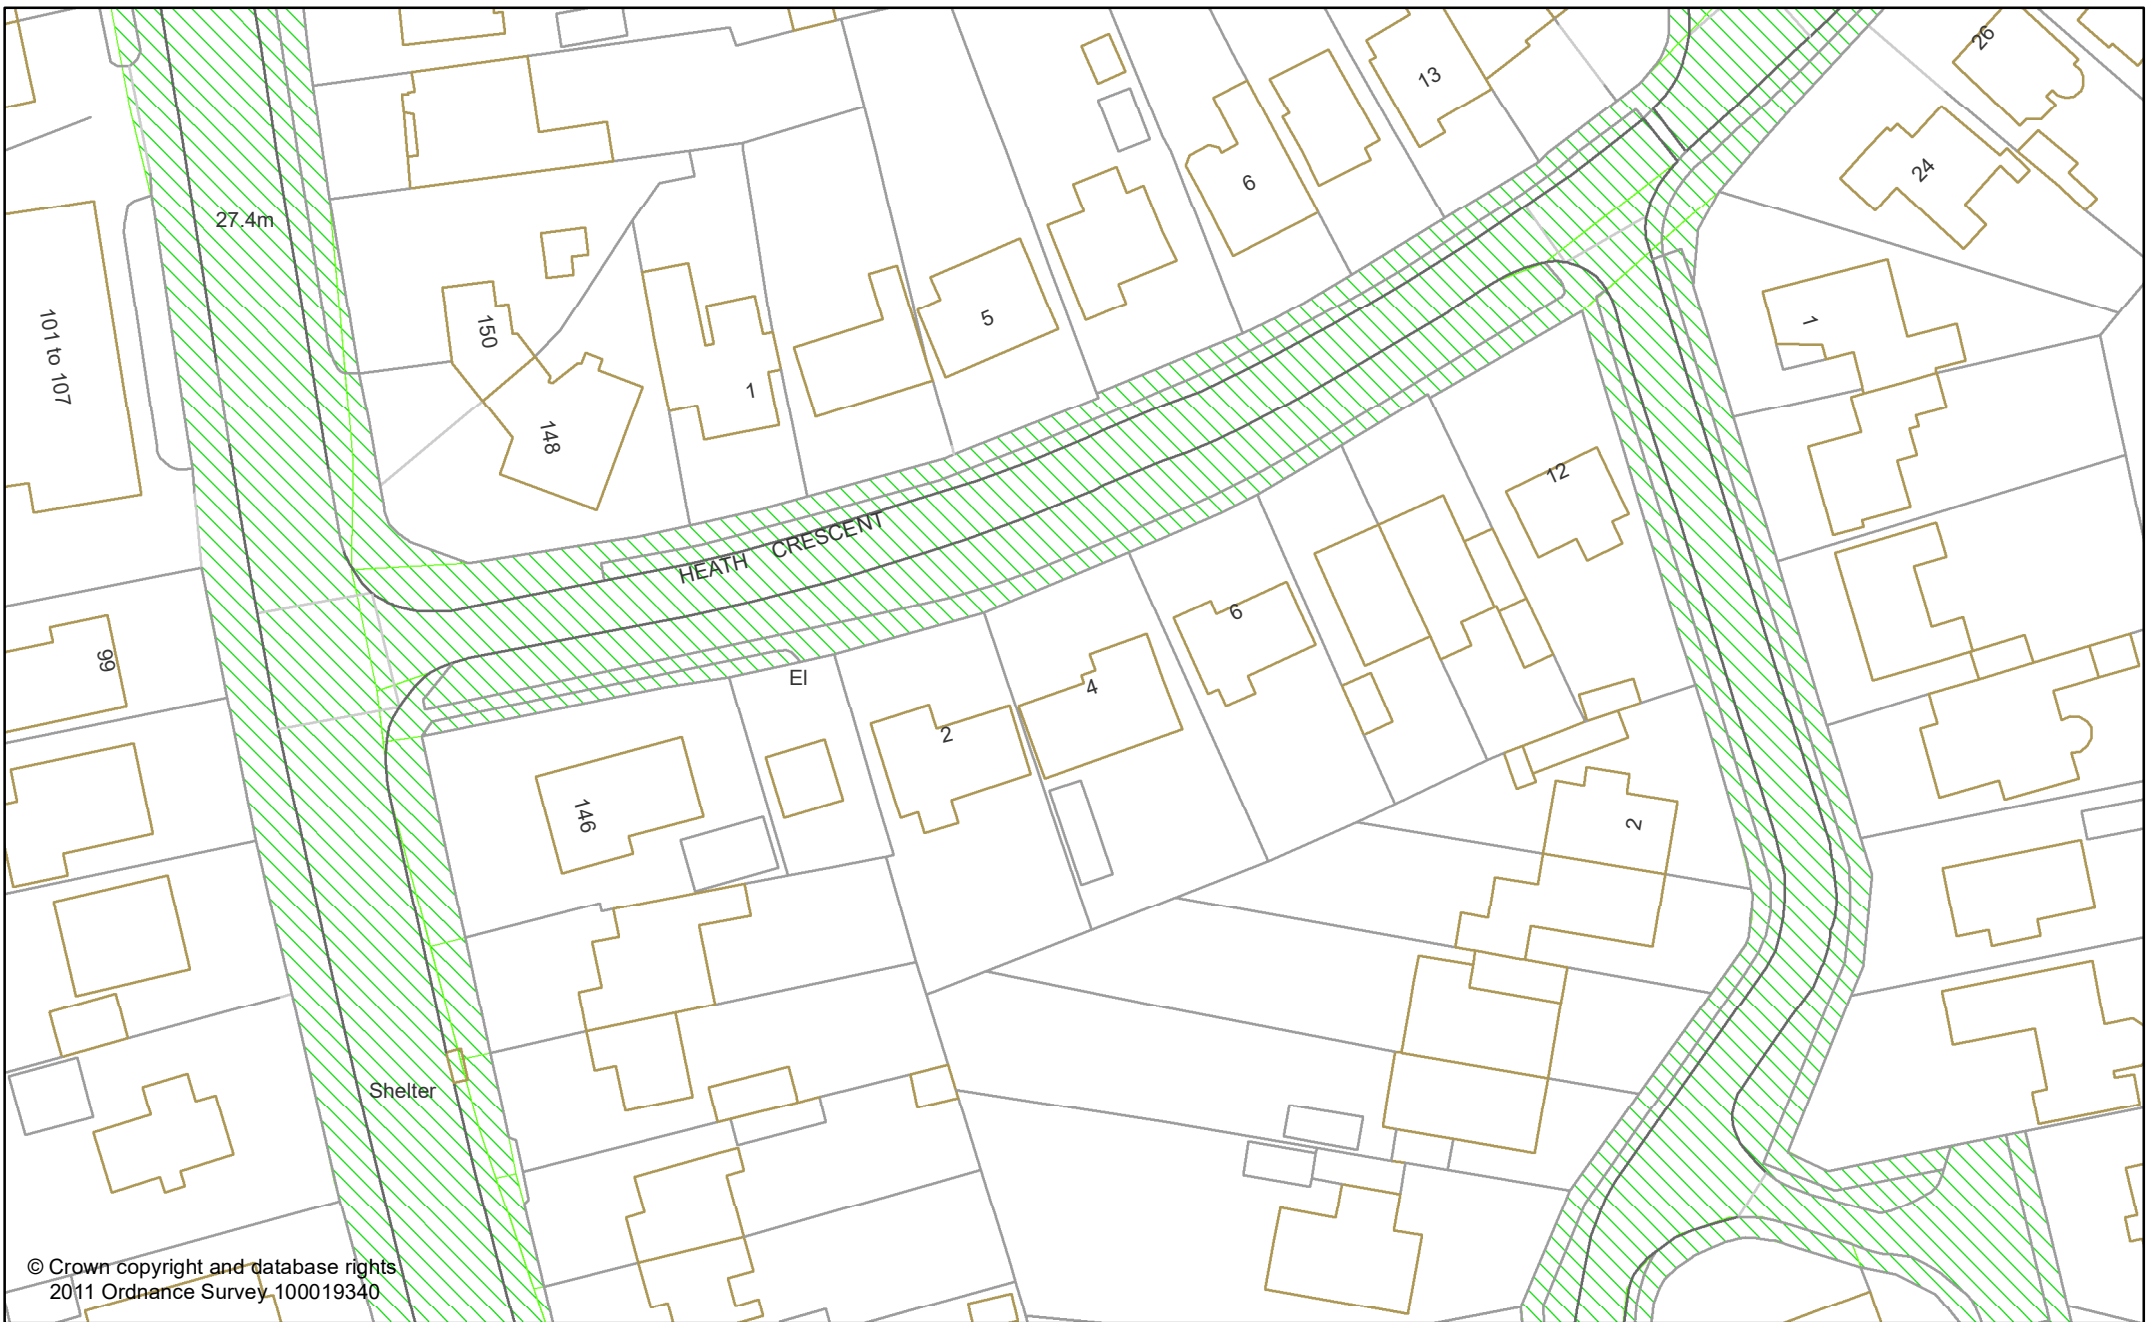 26
13
24
6
27.4m
5
1
150
101 to 107
1
148
12
HEATH CRESCENT
6
99
El
4
2
146
2
Shelter
© Crown copyright and database rights
2011 Ordnance Survey 100019340